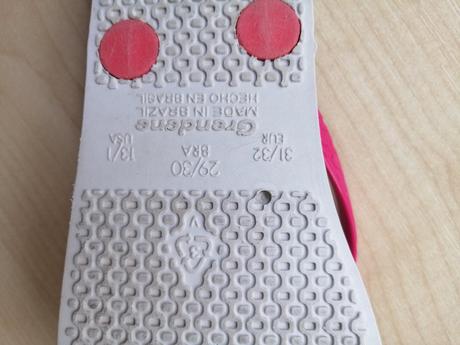 29/30
31/32 BRA 13/1
EUR USA
Grendene
MADE IN BRAZIL
HECHO EN BRASIL